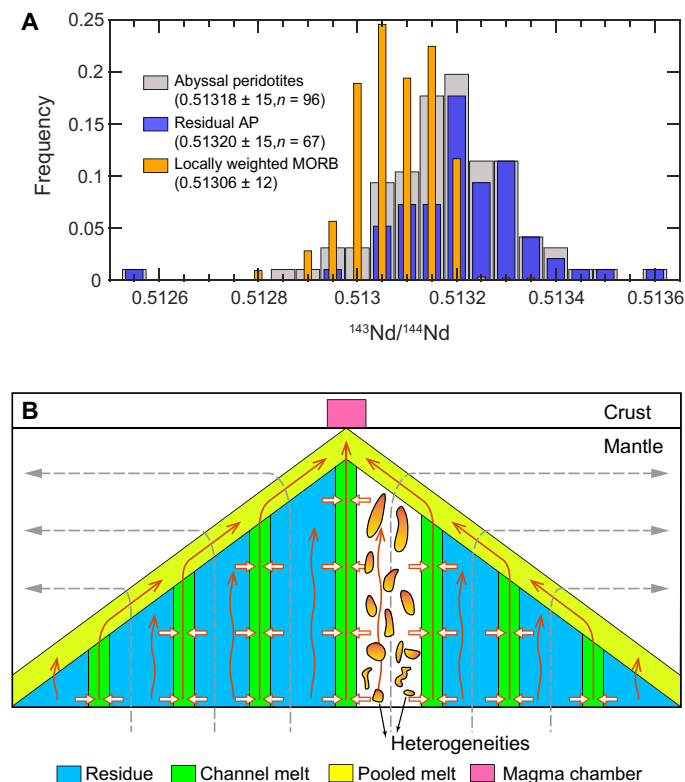 A
0.25
0.2
0.15
0.1
0.05
0
Frequency
Abyssal peridotites
(0.51318 ± 15,n = 96)
Residual AP
(0.51320 ± 15,n = 67)
Locally weighted MORB
(0.51306 ± 12)
0.5126 0.5128 0.513 0.5132 0.5134 0.5136
¹⁴³Nd/¹⁴⁴Nd
B
Crust
Mantle
Heterogeneities
Residue Channel melt Pooled melt Magma chamber